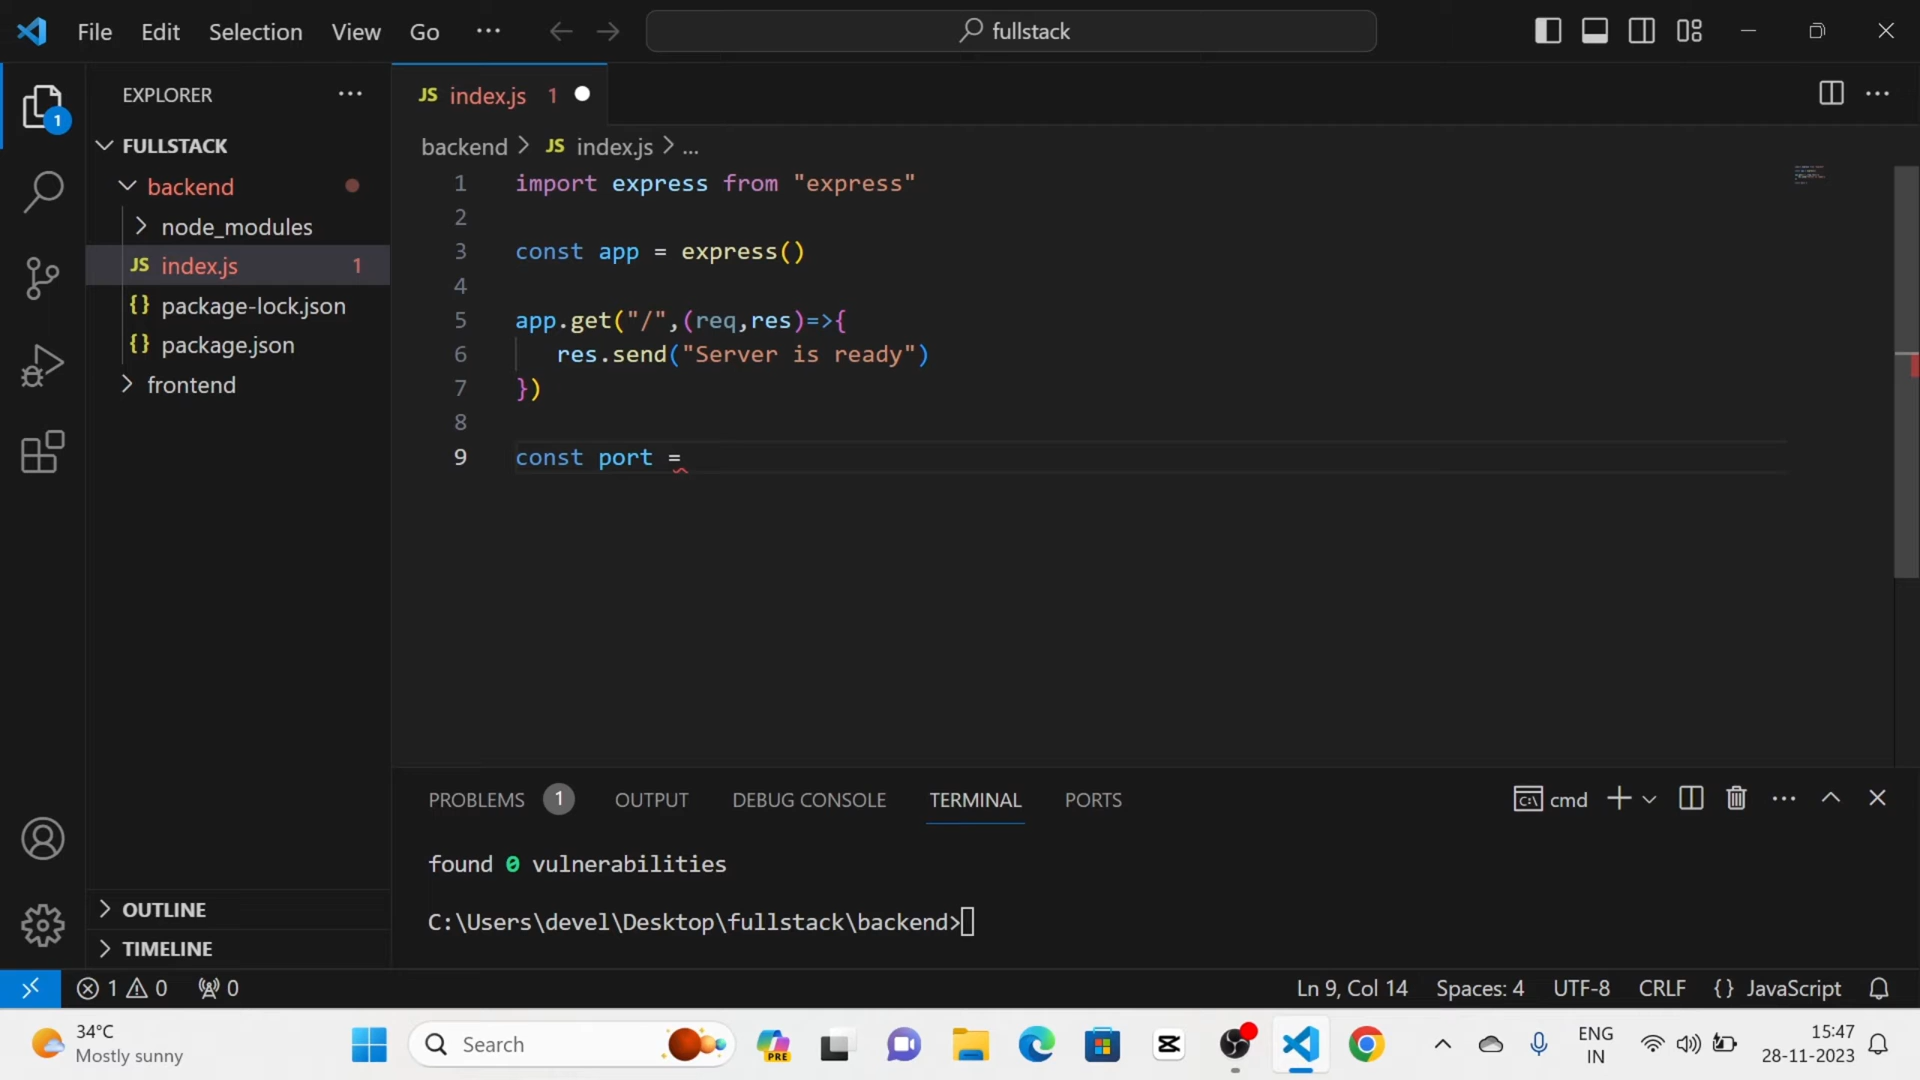 File Edit Selection View Go ... fullstack
EXPLORER ...
JS index.js 1
1
FULLSTACK
backend > JS index.js > ...
backend
node_modules
JS index.js 1
{} package-lock.json
{} package.json
frontend
1 import express from "express"
2
3 const app = express()
4
5 app.get("/",(req,res)=>{
6 res.send("Server is ready")
7 })
8
9 const port =
PROBLEMS 1 OUTPUT DEBUG CONSOLE TERMINAL PORTS cmd
found 0 vulnerabilities
C:\Users\devel\Desktop\fullstack\backend>
OUTLINE
TIMELINE
1 0 0 Ln 9, Col 14 Spaces: 4 UTF-8 CRLF {} JavaScript
34°C
Mostly sunny
Search
PRE
ENG
IN
15:47
28-11-2023